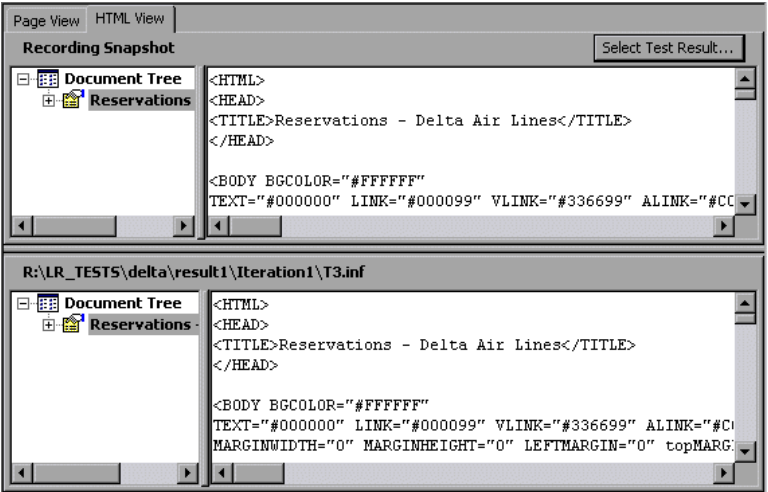 Page View HTML View
Recording Snapshot Select Test Result...
Document Tree
Reservations
<HTML>
<HEAD>
<TITLE>Reservations - Delta Air Lines</TITLE>
</HEAD>
<BODY BGCOLOR="#FFFFFF"
TEXT="#000000" LINK="#000099" VLINK="#336699" ALINK="#CC
R:\LR_TESTS\delta\result1\Iteration1\T3.inf
Document Tree
Reservations -
<HTML>
<HEAD>
<TITLE>Reservations - Delta Air Lines</TITLE>
</HEAD>
<BODY BGCOLOR="#FFFFFF"
TEXT="#000000" LINK="#000099" VLINK="#336699" ALINK="#C
MARGINWIDTH="0" MARGINHEIGHT="0" LEFTMARGIN="0" topMARG